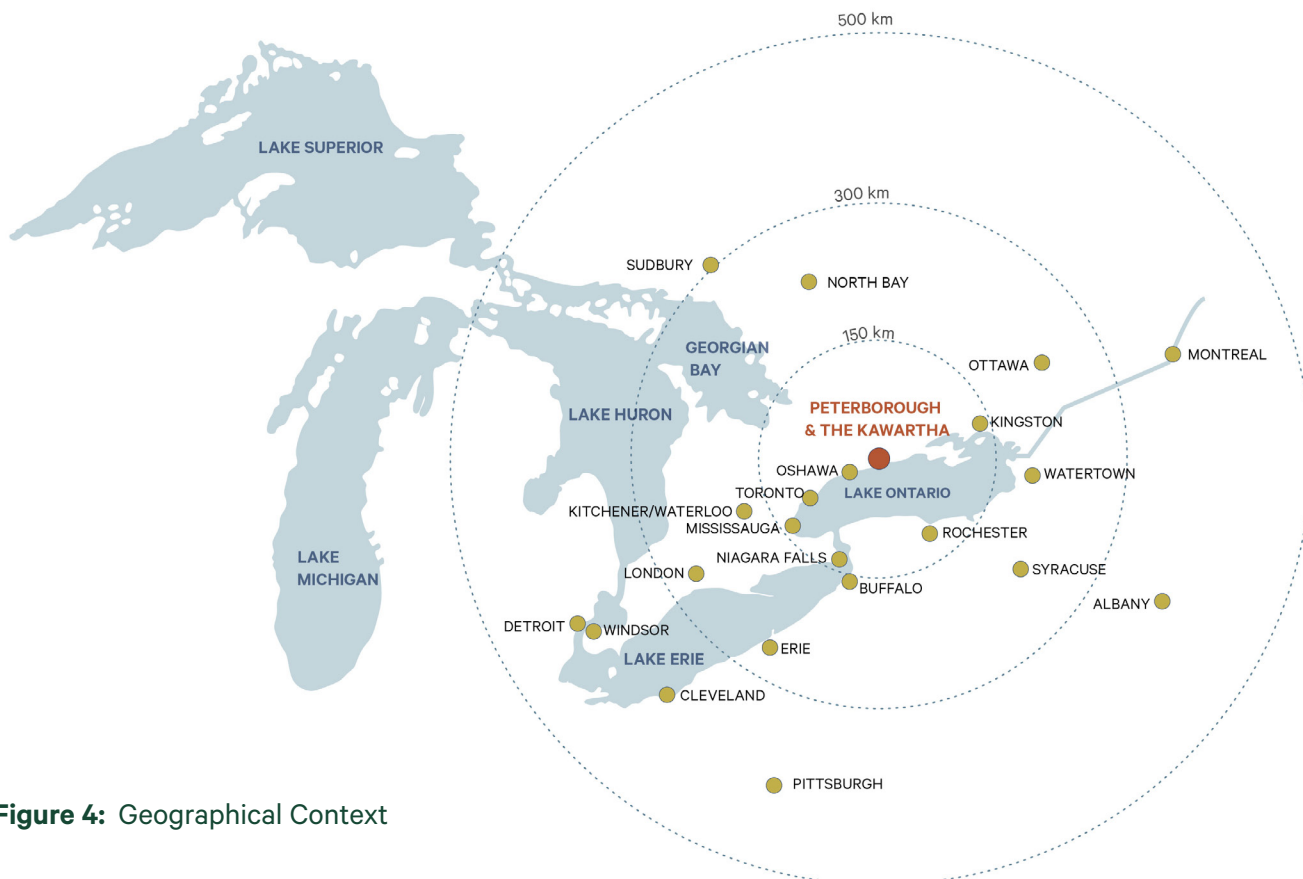 500 km
LAKE SUPERIOR
300 km
SUDBURY
NORTH BAY
150 km
GEORGIAN
BAY
OTTAWA
MONTREAL
PETERBOROUGH
& THE KAWARTHA
LAKE HURON
KINGSTON
OSHAWA
WATERTOWN
TORONTO
LAKE ONTARIO
KITCHENER/WATERLOO
MISSISSAUGA
ROCHESTER
NIAGARA FALLS
LAKE
MICHIGAN
LONDON
BUFFALO
SYRACUSE
ALBANY
DETROIT
WINDSOR
ERIE
LAKE ERIE
CLEVELAND
PITTSBURGH
Figure 4: Geographical Context